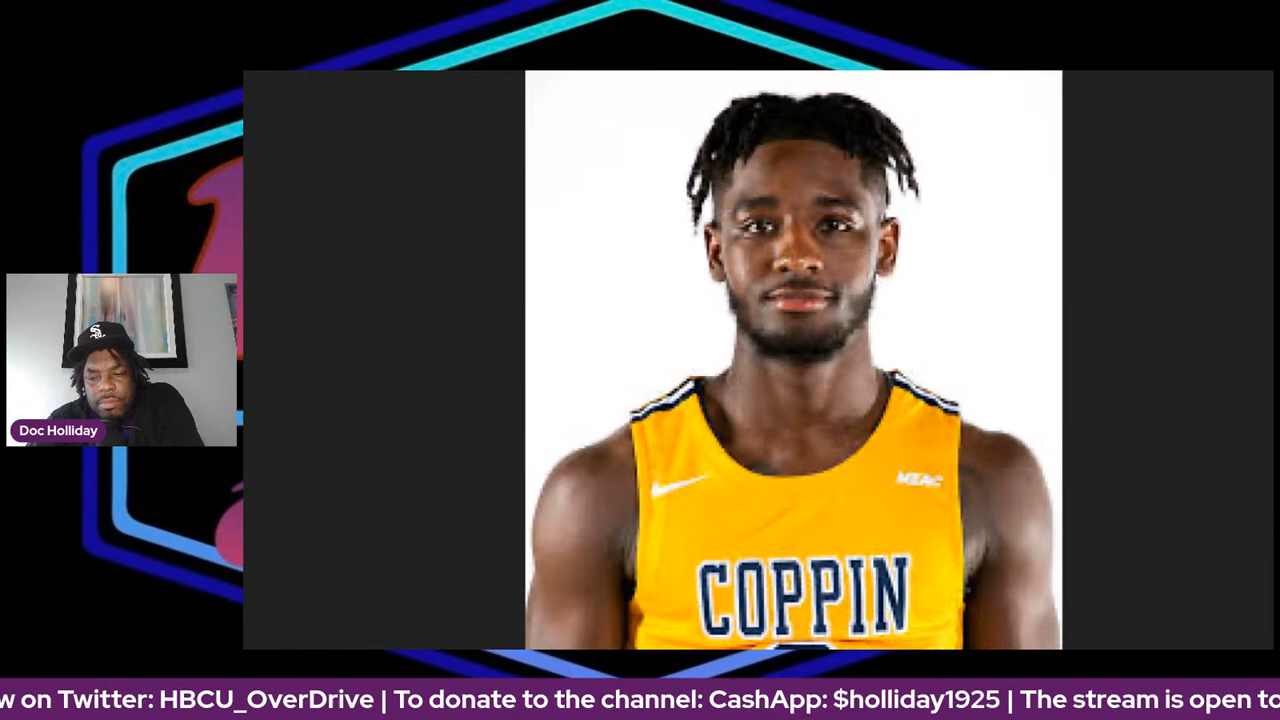 MEAC
COPPIN
Doc Holliday
w on Twitter: HBCU_OverDrive | To donate to the channel: CashApp: $holliday1925 | The stream is open to